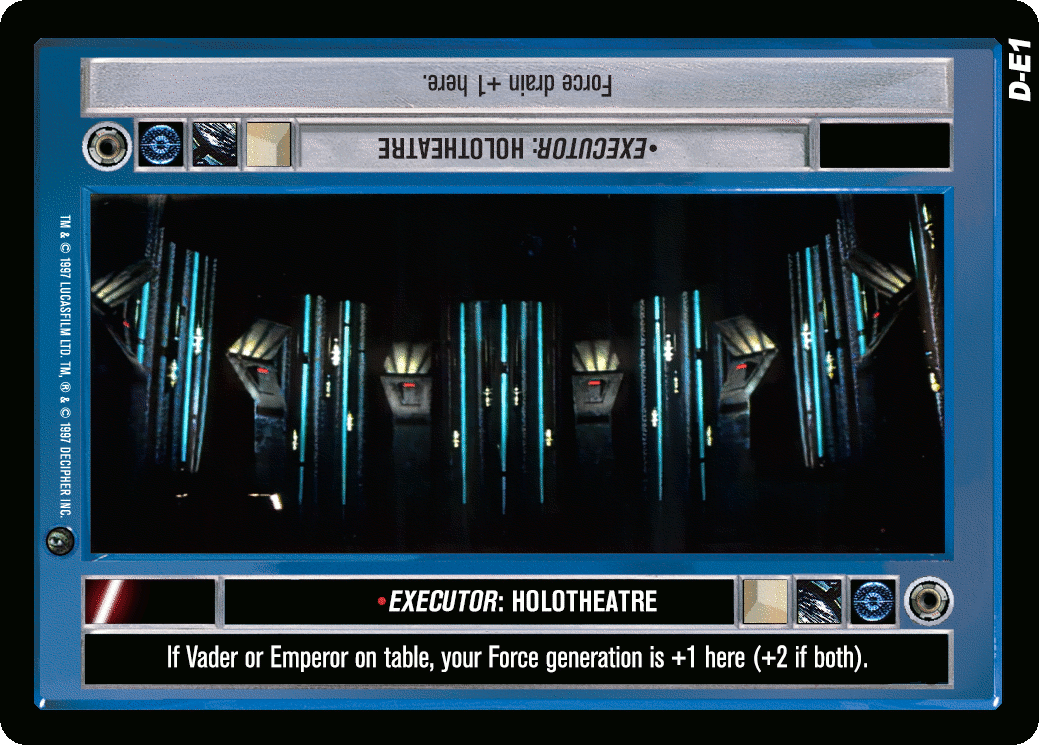 D-E1
Force drain +1 here.
•EXECUTOR: HOLOTHEATRE
TM & © 1997 LUCASFILM LTD. TM, ® & © 1997 DECIPHER INC.
•EXECUTOR: HOLOTHEATRE
If Vader or Emperor on table, your Force generation is +1 here (+2 if both).